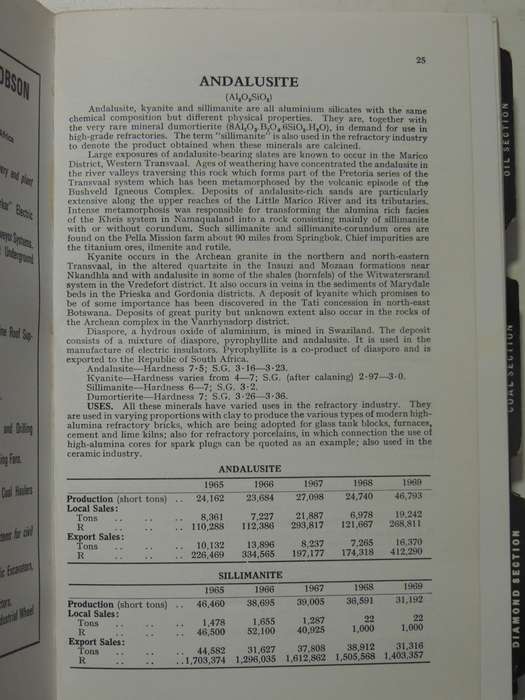 25
ANDALUSITE
(Al₂O₃SiO₂)
Andalusite, kyanite and sillimanite are all aluminium silicates with the same
chemical composition but different physical properties. They are, together with
the very rare mineral dumortierite (8Al₂O₃.B₂O₃.6SiO₂.H₂O), in demand for use in
high-grade refractories. The term "sillimanite" is also used in the refractory industry
to denote the product obtained when these minerals are calcined.
Large exposures of andalusite-bearing slates are known to occur in the Marico
District, Western Transvaal. Ages of weathering have concentrated the andalusite in
the river valleys traversing this rock which forms part of the Pretoria series of the
Transvaal system which has been metamorphosed by the volcanic episode of the
Bushveld Igneous Complex. Deposits of andalusite-rich sands are particularly
extensive along the upper reaches of the Little Marico River and its tributaries.
Intense metamorphism was responsible for transforming the alumina rich facies
of the Kheis system in Namaqualand into a rock consisting mainly of sillimanite
with or without corundum. Such sillimanite and sillimanite-corundum ores are
found on the Pella Mission farm about 90 miles from Springbok. Chief impurities are
the titanium ores, ilmenite and rutile.
Kyanite occurs in the Archean granite in the northern and north-eastern
Transvaal, in the altered quartzite in the Insuzi and Mozaan formations near
Nkandhla and with andalusite in some of the shales (hornfels) of the Witwatersrand
system in the Vredefort district. It also occurs in veins in the sediments of Marydale
beds in the Prieska and Gordonia districts. A deposit of kyanite which promises to
be of some importance has been discovered in the Tati concession in north-east
Botswana. Deposits of great purity but unknown extent also occur in the rocks of
the Archean complex in the Vanrhynsdorp district.
Diaspore, a hydrous oxide of aluminium, is mined in Swaziland. The deposit
consists of a mixture of diaspore, pyrophyllite and andalusite. It is used in the
manufacture of electric insulators. Pyrophyllite is a co-product of diaspore and is
exported to the Republic of South Africa.
Andalusite—Hardness 7·5; S.G. 3·16—3·23.
Kyanite—Hardness varies from 4—7; S.G. (after calaning) 2·97—3·0.
Sillimanite—Hardness 6—7; S.G. 3·2.
Dumortierite—Hardness 7; S.G. 3·26—3·36.
USES. All these minerals have varied uses in the refractory industry. They
are used in varying proportions with clay to produce the various types of modern high-
alumina refractory bricks, which are being adopted for glass tank blocks, furnaces,
cement and lime kilns; also for refractory porcelains, in which connection the use of
high-alumina cores for spark plugs can be quoted as an example; also used in the
ceramic industry.
ANDALUSITE
1965 1966 1967 1968 1969
Production (short tons) .. 24,162 23,684 27,098 24,740 46,793
Local Sales:
Tons .. .. .. 8,361 7,227 21,887 6,978 19,242
R .. .. .. 110,288 112,386 293,817 121,667 268,811
Export Sales:
Tons .. .. .. 10,132 13,896 8,237 7,265 16,370
R .. .. .. 226,469 334,565 197,177 174,318 412,290
SILLIMANITE
1965 1966 1967 1968 1969
Production (short tons) .. 46,460 38,695 39,005 36,591 31,192
Local Sales:
Tons .. .. .. 1,478 1,655 1,287 22 22
R .. .. .. 46,500 52,100 40,925 1,000 1,000
Export Sales:
Tons .. .. .. 44,582 31,627 37,808 38,912 31,316
R .. .. .. 1,703,374 1,296,035 1,612,862 1,505,568 1,403,357
OIL SECTION
COAL SECTION
DIAMOND SECTION
OBSON
Africa
Electric
Underground
and Drilling
Coal Haulers
for civil
Excavators,
Wheel